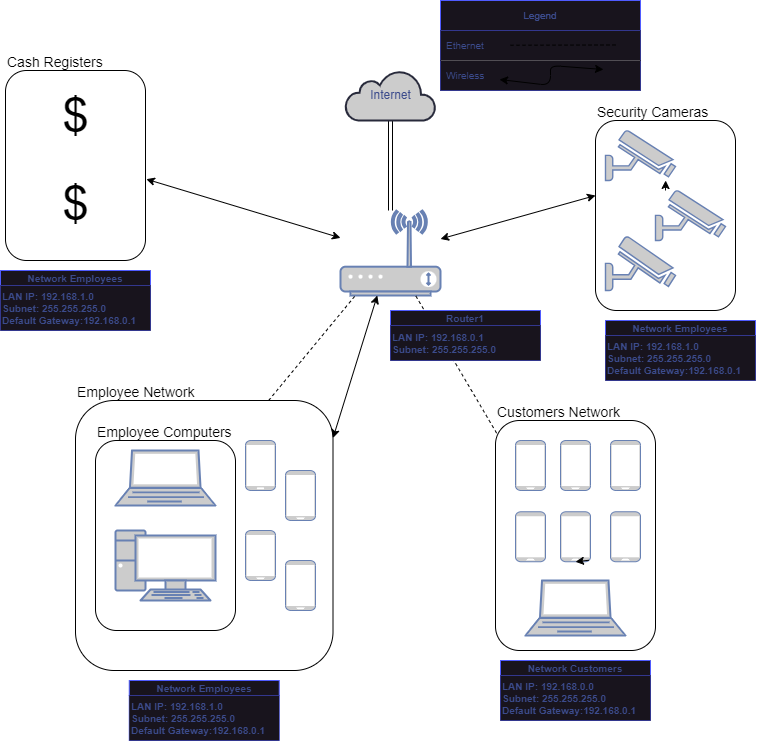 Legend
Ethernet
Wireless
Cash Registers
$
$
Internet
Security Cameras
Network Employees
LAN IP: 192.168.1.0
Subnet: 255.255.255.0
Default Gateway:192.168.0.1
Router1
LAN IP: 192.168.0.1
Subnet: 255.255.255.0
Network Employees
LAN IP: 192.168.1.0
Subnet: 255.255.255.0
Default Gateway:192.168.0.1
Employee Network
Employee Computers
Customers Network
Network Employees
LAN IP: 192.168.1.0
Subnet: 255.255.255.0
Default Gateway:192.168.0.1
Network Customers
LAN IP: 192.168.0.0
Subnet: 255.255.255.0
Default Gateway:192.168.0.1